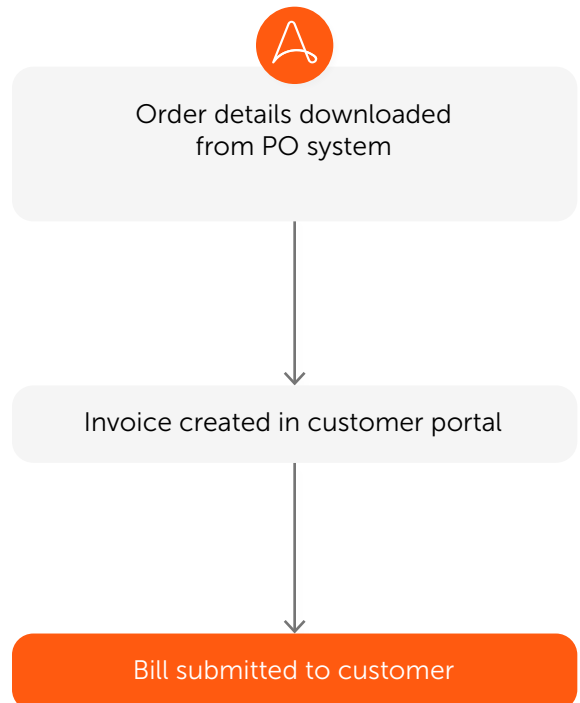 Order details downloaded
from PO system
Invoice created in customer portal
Bill submitted to customer